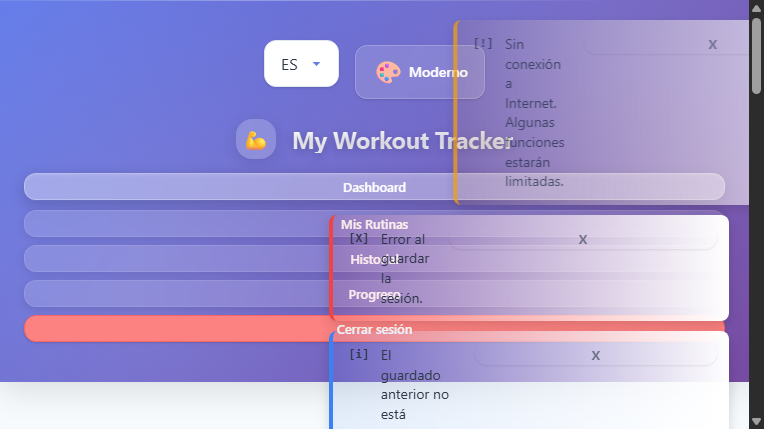 ES
Moderno
My Workout Tracker
Dashboard
Mis Rutinas
Historial
Progreso
Cerrar sesión
[!] Sin X
conexión
a
Internet.
Algunas
funciones
estarán
limitadas.
[X] Error al X
guardar
la
sesión.
[i] El X
guardado
anterior no
está